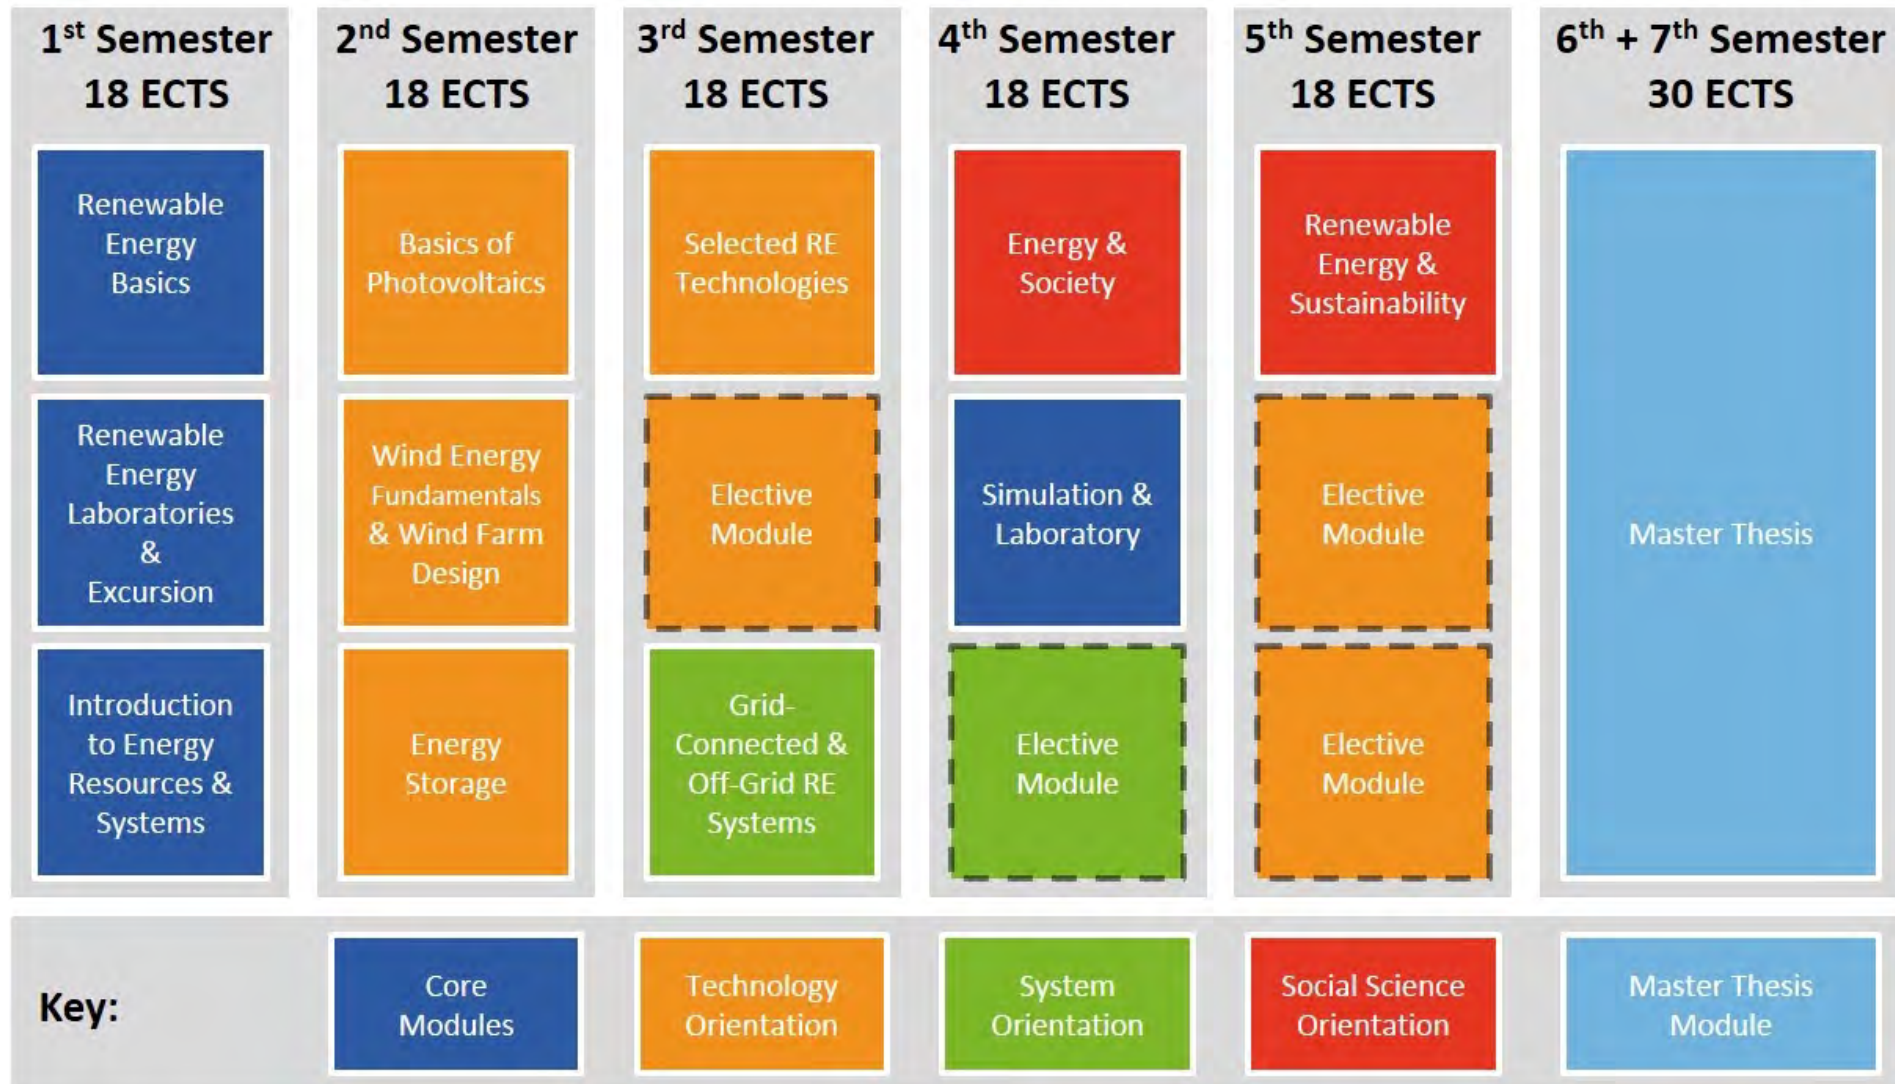 1st Semester
18 ECTS
Renewable
Energy
Basics
Renewable
Energy
Laboratories
&
Excursion
Introduction
to Energy
Resources &
Systems
2nd Semester
18 ECTS
Basics of
Photovoltaics
Wind Energy
Fundamentals
& Wind Farm
Design
Energy
Storage
3rd Semester
18 ECTS
Selected RE
Technologies
Elective
Module
Grid-
Connected &
Off-Grid RE
Systems
4th Semester
18 ECTS
Energy &
Society
Simulation &
Laboratory
Elective
Module
5th Semester
18 ECTS
Renewable
Energy &
Sustainability
Elective
Module
Elective
Module
6th + 7th Semester
30 ECTS
Master Thesis
Key:
Core
Modules
Technology
Orientation
System
Orientation
Social Science
Orientation
Master Thesis
Module